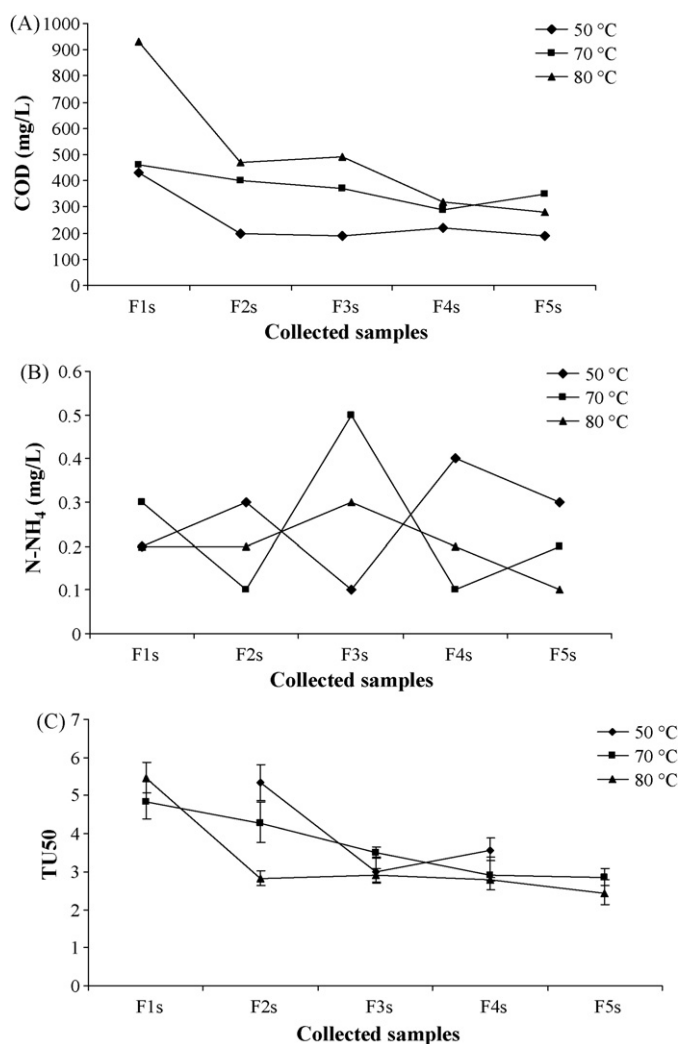 (A)
1000
900
800
700
600
500
400
300
200
100
0
COD (mg/L)
50 °C
70 °C
80 °C
F1s F2s F3s F4s F5s
Collected samples
(B)
0.6
0.5
0.4
0.3
0.2
0.1
0
N-NH₄ (mg/L)
50 °C
70 °C
80 °C
F1s F2s F3s F4s F5s
Collected samples
(C)
7
6
5
4
3
2
1
0
TU50
50 °C
70 °C
80 °C
F1s F2s F3s F4s F5s
Collected samples